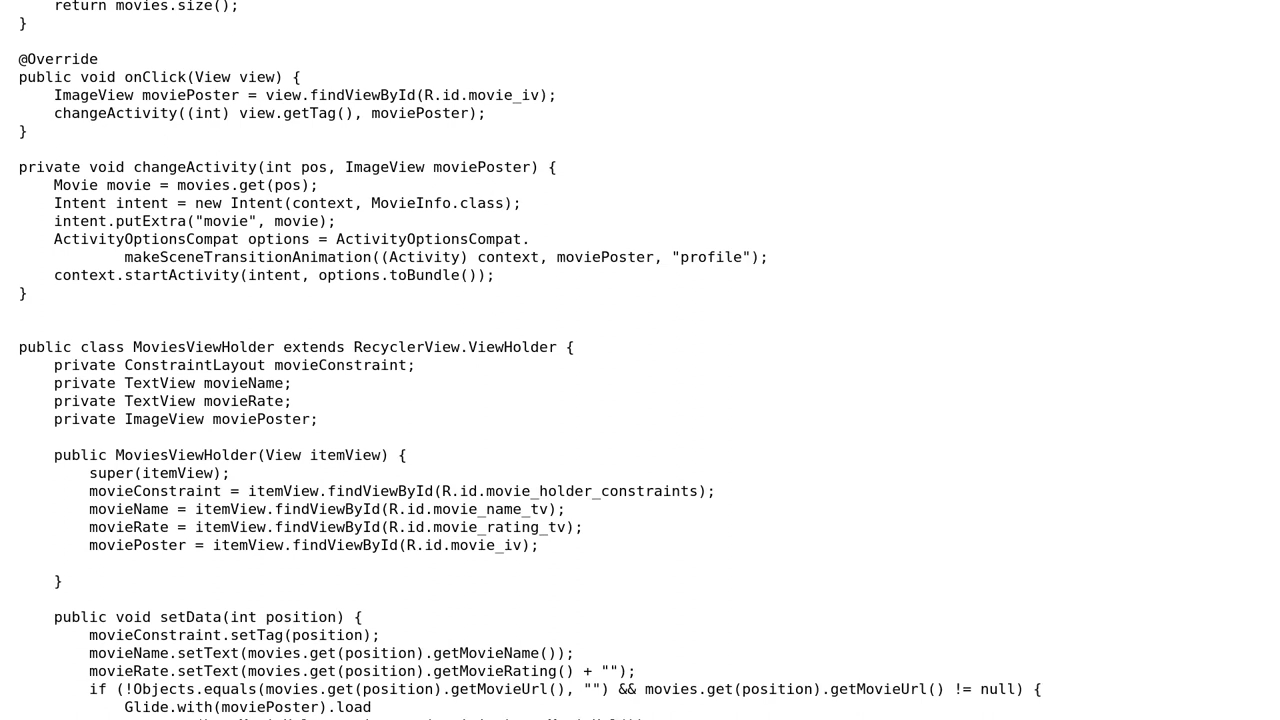 return movies.size();
}

@Override
public void onClick(View view) {
    ImageView moviePoster = view.findViewById(R.id.movie_iv);
    changeActivity((int) view.getTag(), moviePoster);
}

private void changeActivity(int pos, ImageView moviePoster) {
    Movie movie = movies.get(pos);
    Intent intent = new Intent(context, MovieInfo.class);
    intent.putExtra("movie", movie);
    ActivityOptionsCompat options = ActivityOptionsCompat.
            makeSceneTransitionAnimation((Activity) context, moviePoster, "profile");
    context.startActivity(intent, options.toBundle());
}


public class MoviesViewHolder extends RecyclerView.ViewHolder {
    private ConstraintLayout movieConstraint;
    private TextView movieName;
    private TextView movieRate;
    private ImageView moviePoster;

    public MoviesViewHolder(View itemView) {
        super(itemView);
        movieConstraint = itemView.findViewById(R.id.movie_holder_constraints);
        movieName = itemView.findViewById(R.id.movie_name_tv);
        movieRate = itemView.findViewById(R.id.movie_rating_tv);
        moviePoster = itemView.findViewById(R.id.movie_iv);

    }

    public void setData(int position) {
        movieConstraint.setTag(position);
        movieName.setText(movies.get(position).getMovieName());
        movieRate.setText(movies.get(position).getMovieRating() + "");
        if (!Objects.equals(movies.get(position).getMovieUrl(), "") && movies.get(position).getMovieUrl() != null) {
            Glide.with(moviePoster).load